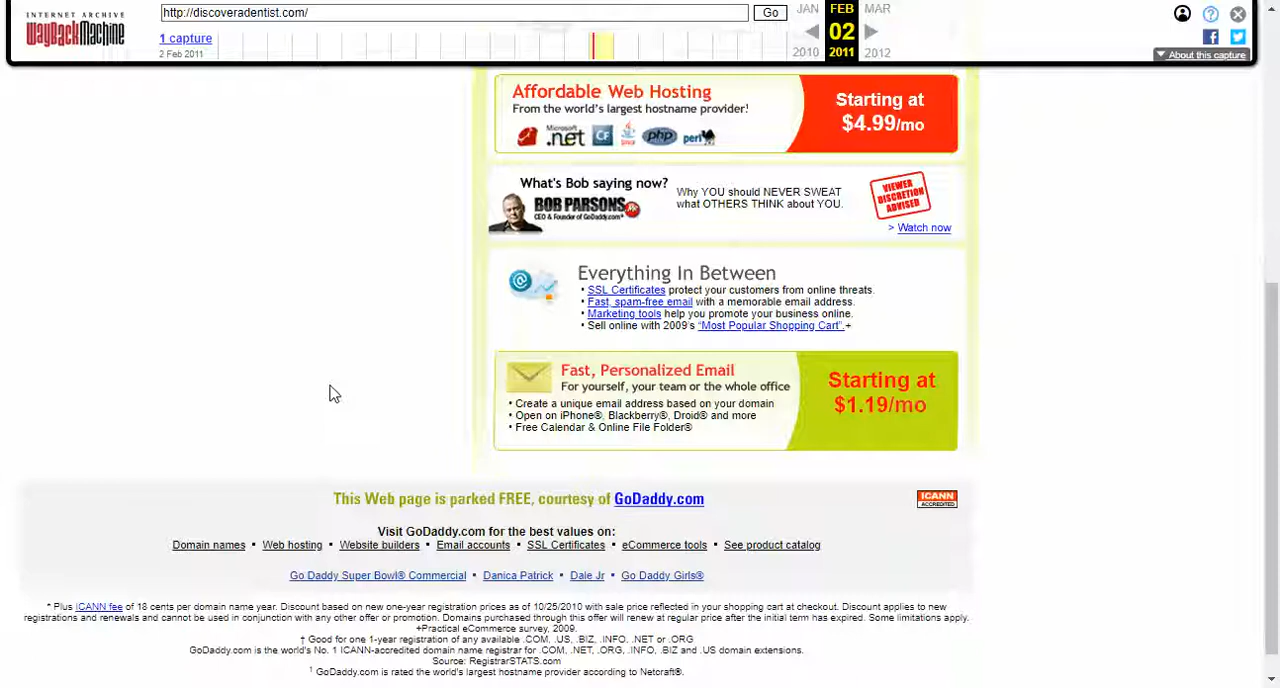 INTERNET ARCHIVE
WayBackMachine
http://discoveradentist.com/
Go
JAN
FEB
MAR
1 capture
2 Feb 2011
02
2010
2011
2012
About this capture
Affordable Web Hosting
From the world's largest hostname provider!
Microsoft .net CF Java php perl
Starting at
$4.99/mo
What's Bob saying now?
BOB PARSONS
CEO & Founder of GoDaddy.com
Why YOU should NEVER SWEAT
what OTHERS THINK about YOU.
VIEWER
DISCRETION
ADVISED
> Watch now
Everything In Between
• SSL Certificates protect your customers from online threats.
• Fast, spam-free email with a memorable email address.
• Marketing tools help you promote your business online.
• Sell online with 2009's "Most Popular Shopping Cart".+
Fast, Personalized Email
For yourself, your team or the whole office
• Create a unique email address based on your domain
• Open on iPhone®, Blackberry®, Droid® and more
• Free Calendar & Online File Folder®
Starting at
$1.19/mo
This Web page is parked FREE, courtesy of GoDaddy.com
ICANN
ACCREDITED
Visit GoDaddy.com for the best values on:
Domain names ▪ Web hosting ▪ Website builders ▪ Email accounts ▪ SSL Certificates ▪ eCommerce tools ▪ See product catalog
Go Daddy Super Bowl® Commercial ▪ Danica Patrick ▪ Dale Jr ▪ Go Daddy Girls®
* Plus ICANN fee of 18 cents per domain name year. Discount based on new one-year registration prices as of 10/25/2010 with sale price reflected in your shopping cart at checkout. Discount applies to new
registrations and renewals and cannot be used in conjunction with any other offer or promotion. Domains purchased through this offer will renew at regular price after the initial term has expired. Some limitations apply.
+Practical eCommerce survey, 2009.
† Good for one 1-year registration of any available .COM, .US, .BIZ, .INFO, .NET or .ORG
GoDaddy.com is the world's No. 1 ICANN-accredited domain name registrar for .COM, .NET, .ORG, .INFO, .BIZ and .US domain extensions.
Source: RegistrarSTATS.com
1 GoDaddy.com is rated the world's largest hostname provider according to Netcraft®.